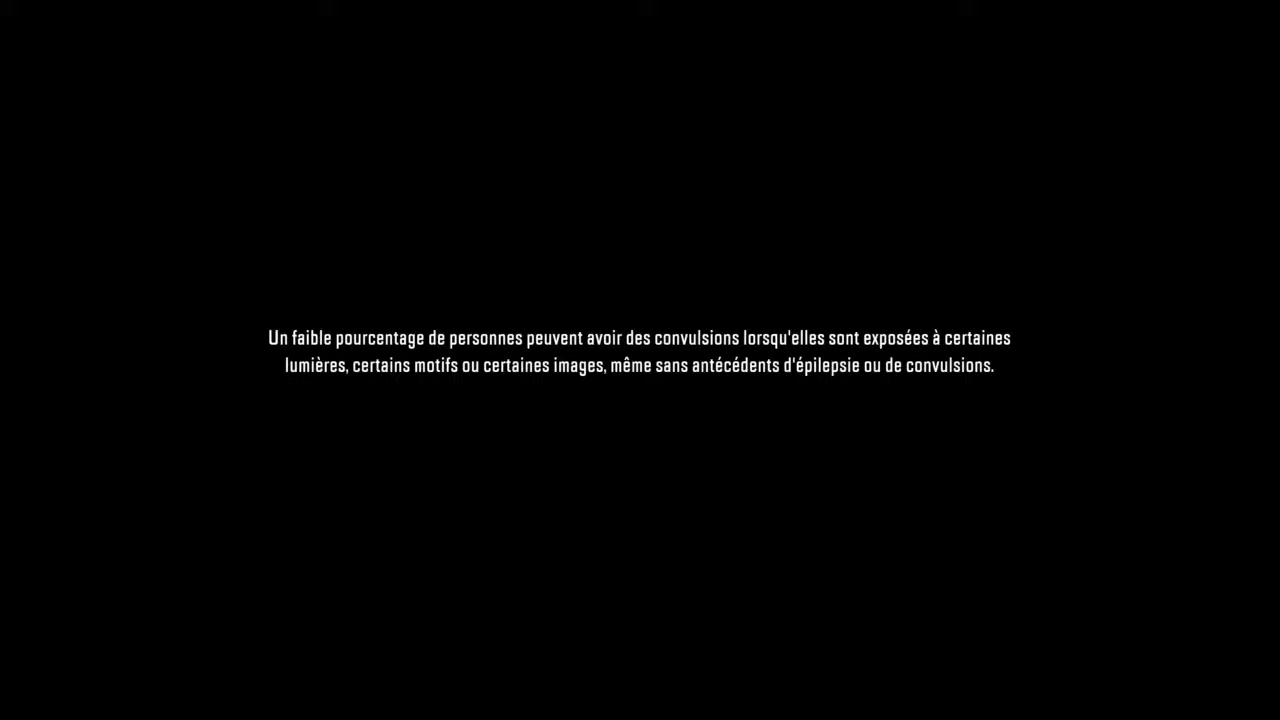 Un faible pourcentage de personnes peuvent avoir des convulsions lorsqu'elles sont exposées à certaines
lumières, certains motifs ou certaines images, même sans antécédents d'épilepsie ou de convulsions.